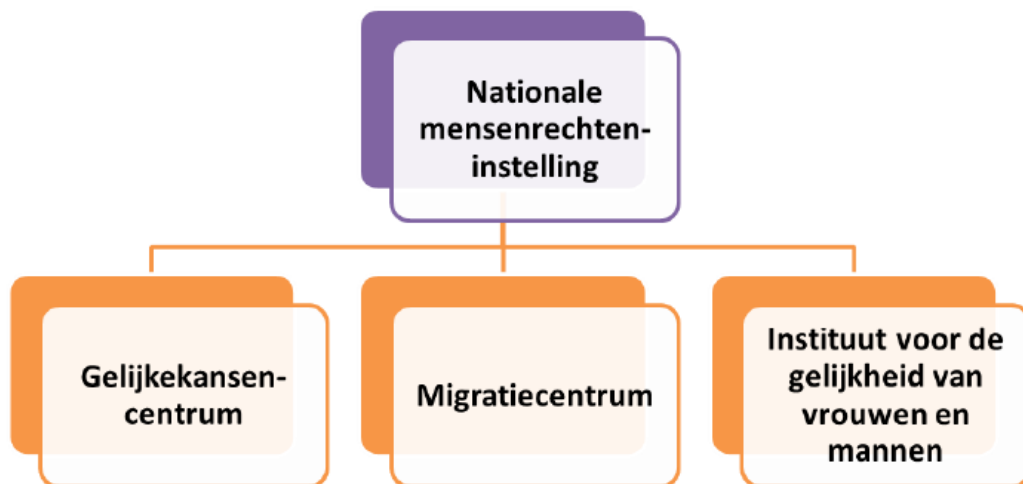 Nationale
mensenrechten-
instelling
Gelijkekansen-
centrum
Migratiecentrum
Instituut voor de
gelijkheid van
vrouwen en
mannen